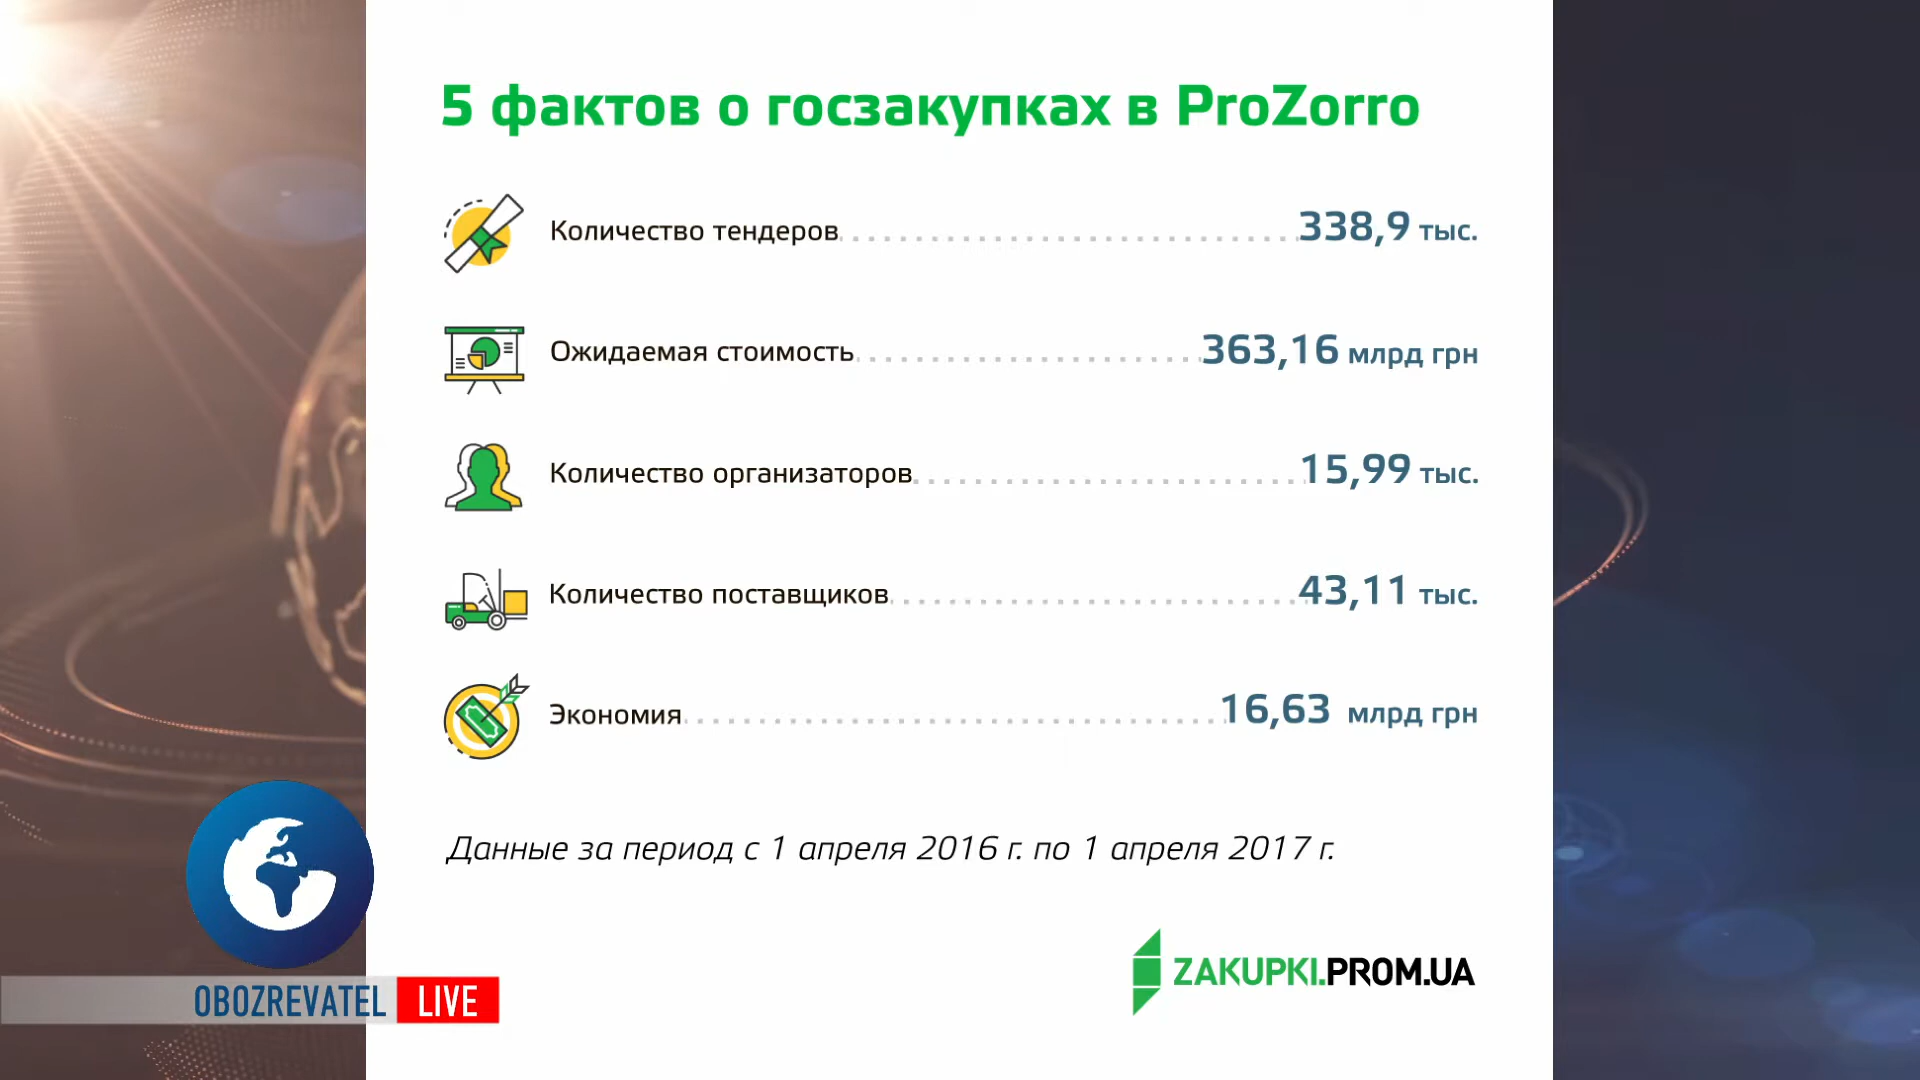 5 фактов о госзакупках в ProZorro
Количество тендеров 338,9 тыс.
Ожидаемая стоимость 363,16 млрд грн
Количество организаторов 15,99 тыс.
Количество поставщиков 43,11 тыс.
Экономия 16,63 млрд грн
Данные за период с 1 апреля 2016 г. по 1 апреля 2017 г.
ZAKUPKI.PROM.UA
OBOZREVATEL LIVE